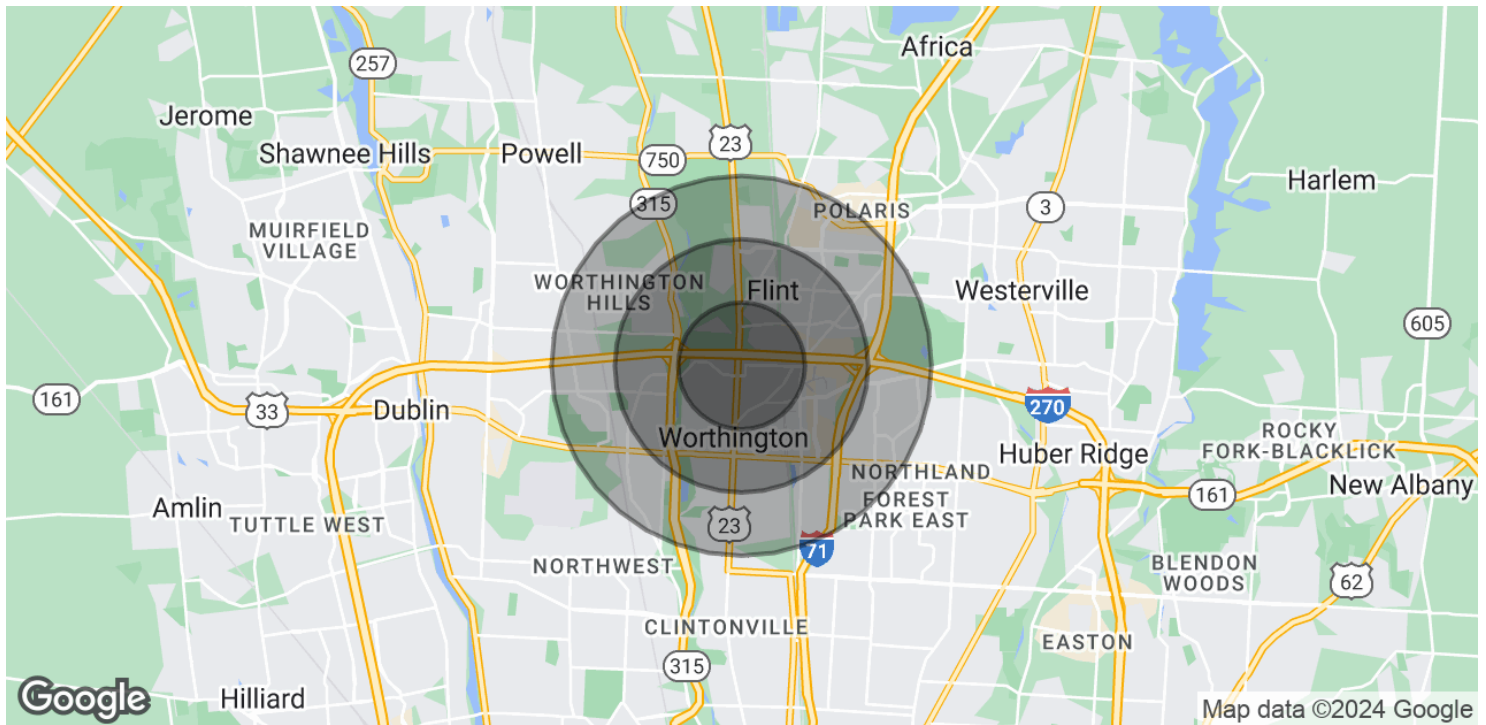 Africa
257
Jerome
23
Shawnee Hills
Powell
750
Harlem
315
POLARIS
3
MUIRFIELD
VILLAGE
WORTHINGTON
HILLS
Flint
Westerville
605
161
33
Dublin
270
Worthington
ROCKY
FORK-BLACKLICK
Huber Ridge
NORTHLAND
New Albany
161
Amlin
TUTTLE WEST
FOREST
PARK EAST
23
71
NORTHWEST
BLENDON
WOODS
62
CLINTONVILLE
EASTON
315
Hilliard
Google
Map data ©2024 Google